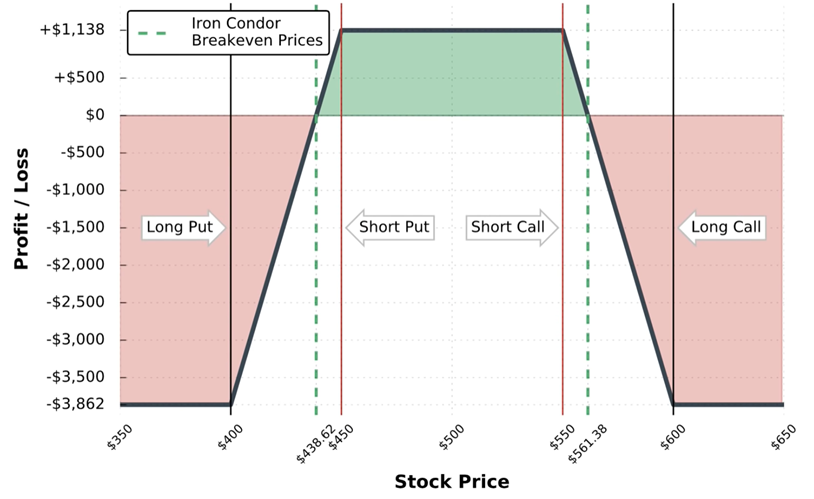 Iron Condor
Breakeven Prices
+$1,138
+$500
$0
-$500
-$1,000
-$1,500
-$2,000
-$2,500
-$3,000
-$3,500
-$3,862
Profit / Loss
Long Put
Short Put
Short Call
Long Call
$350
$400
$438.62
$450
$500
$550
$561.38
$600
$650
Stock Price